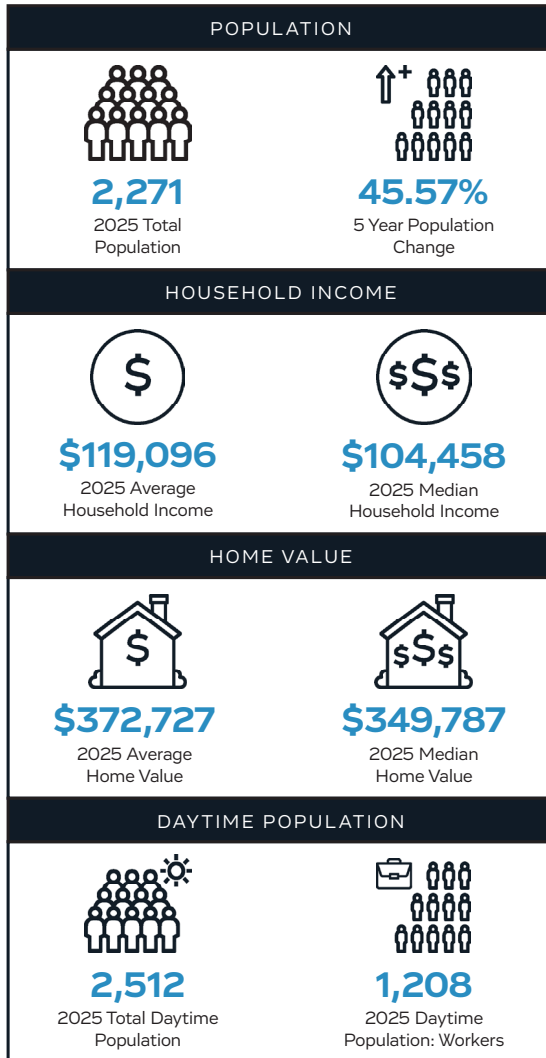 POPULATION
2,271
2025 Total
Population
45.57%
5 Year Population
Change
HOUSEHOLD INCOME
$
$119,096
2025 Average
Household Income
$$$
$104,458
2025 Median
Household Income
HOME VALUE
$
$372,727
2025 Average
Home Value
$$$
$349,787
2025 Median
Home Value
DAYTIME POPULATION
2,512
2025 Total Daytime
Population
1,208
2025 Daytime
Population: Workers